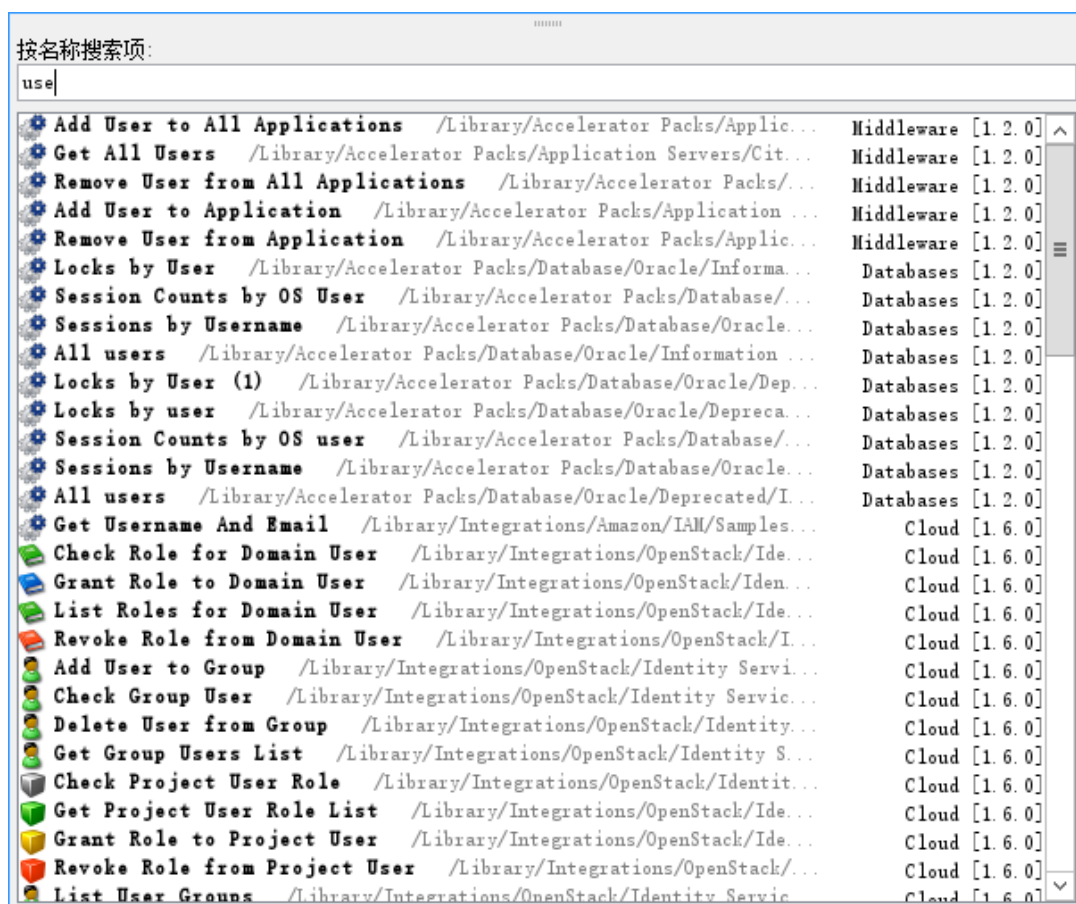 按名称搜索项:
use
Add User to All Applications /Library/Accelerator Packs/Applic... Middleware [1.2.0]
Get All Users /Library/Accelerator Packs/Application Servers/Cit... Middleware [1.2.0]
Remove User from All Applications /Library/Accelerator Packs/... Middleware [1.2.0]
Add User to Application /Library/Accelerator Packs/Application ... Middleware [1.2.0]
Remove User from Application /Library/Accelerator Packs/Applic... Middleware [1.2.0]
Locks by User /Library/Accelerator Packs/Database/Oracle/Informa... Databases [1.2.0]
Session Counts by OS User /Library/Accelerator Packs/Database/... Databases [1.2.0]
Sessions by Username /Library/Accelerator Packs/Database/Oracle... Databases [1.2.0]
All users /Library/Accelerator Packs/Database/Oracle/Information ... Databases [1.2.0]
Locks by User (1) /Library/Accelerator Packs/Database/Oracle/Dep... Databases [1.2.0]
Locks by user /Library/Accelerator Packs/Database/Oracle/Depreca... Databases [1.2.0]
Session Counts by OS user /Library/Accelerator Packs/Database/... Databases [1.2.0]
Sessions by Username /Library/Accelerator Packs/Database/Oracle... Databases [1.2.0]
All users /Library/Accelerator Packs/Database/Oracle/Deprecated/I... Databases [1.2.0]
Get Username And Email /Library/Integrations/Amazon/IAM/Samples... Cloud [1.6.0]
Check Role for Domain User /Library/Integrations/OpenStack/Ide... Cloud [1.6.0]
Grant Role to Domain User /Library/Integrations/OpenStack/Iden... Cloud [1.6.0]
List Roles for Domain User /Library/Integrations/OpenStack/Ide... Cloud [1.6.0]
Revoke Role from Domain User /Library/Integrations/OpenStack/I... Cloud [1.6.0]
Add User to Group /Library/Integrations/OpenStack/Identity Servi... Cloud [1.6.0]
Check Group User /Library/Integrations/OpenStack/Identity Servic... Cloud [1.6.0]
Delete User from Group /Library/Integrations/OpenStack/Identity... Cloud [1.6.0]
Get Group Users List /Library/Integrations/OpenStack/Identity S... Cloud [1.6.0]
Check Project User Role /Library/Integrations/OpenStack/Identit... Cloud [1.6.0]
Get Project User Role List /Library/Integrations/OpenStack/Ide... Cloud [1.6.0]
Grant Role to Project User /Library/Integrations/OpenStack/Ide... Cloud [1.6.0]
Revoke Role from Project User /Library/Integrations/OpenStack/... Cloud [1.6.0]
List User Groups /Library/Integrations/OpenStack/Identity Servic... Cloud [1.6.0]